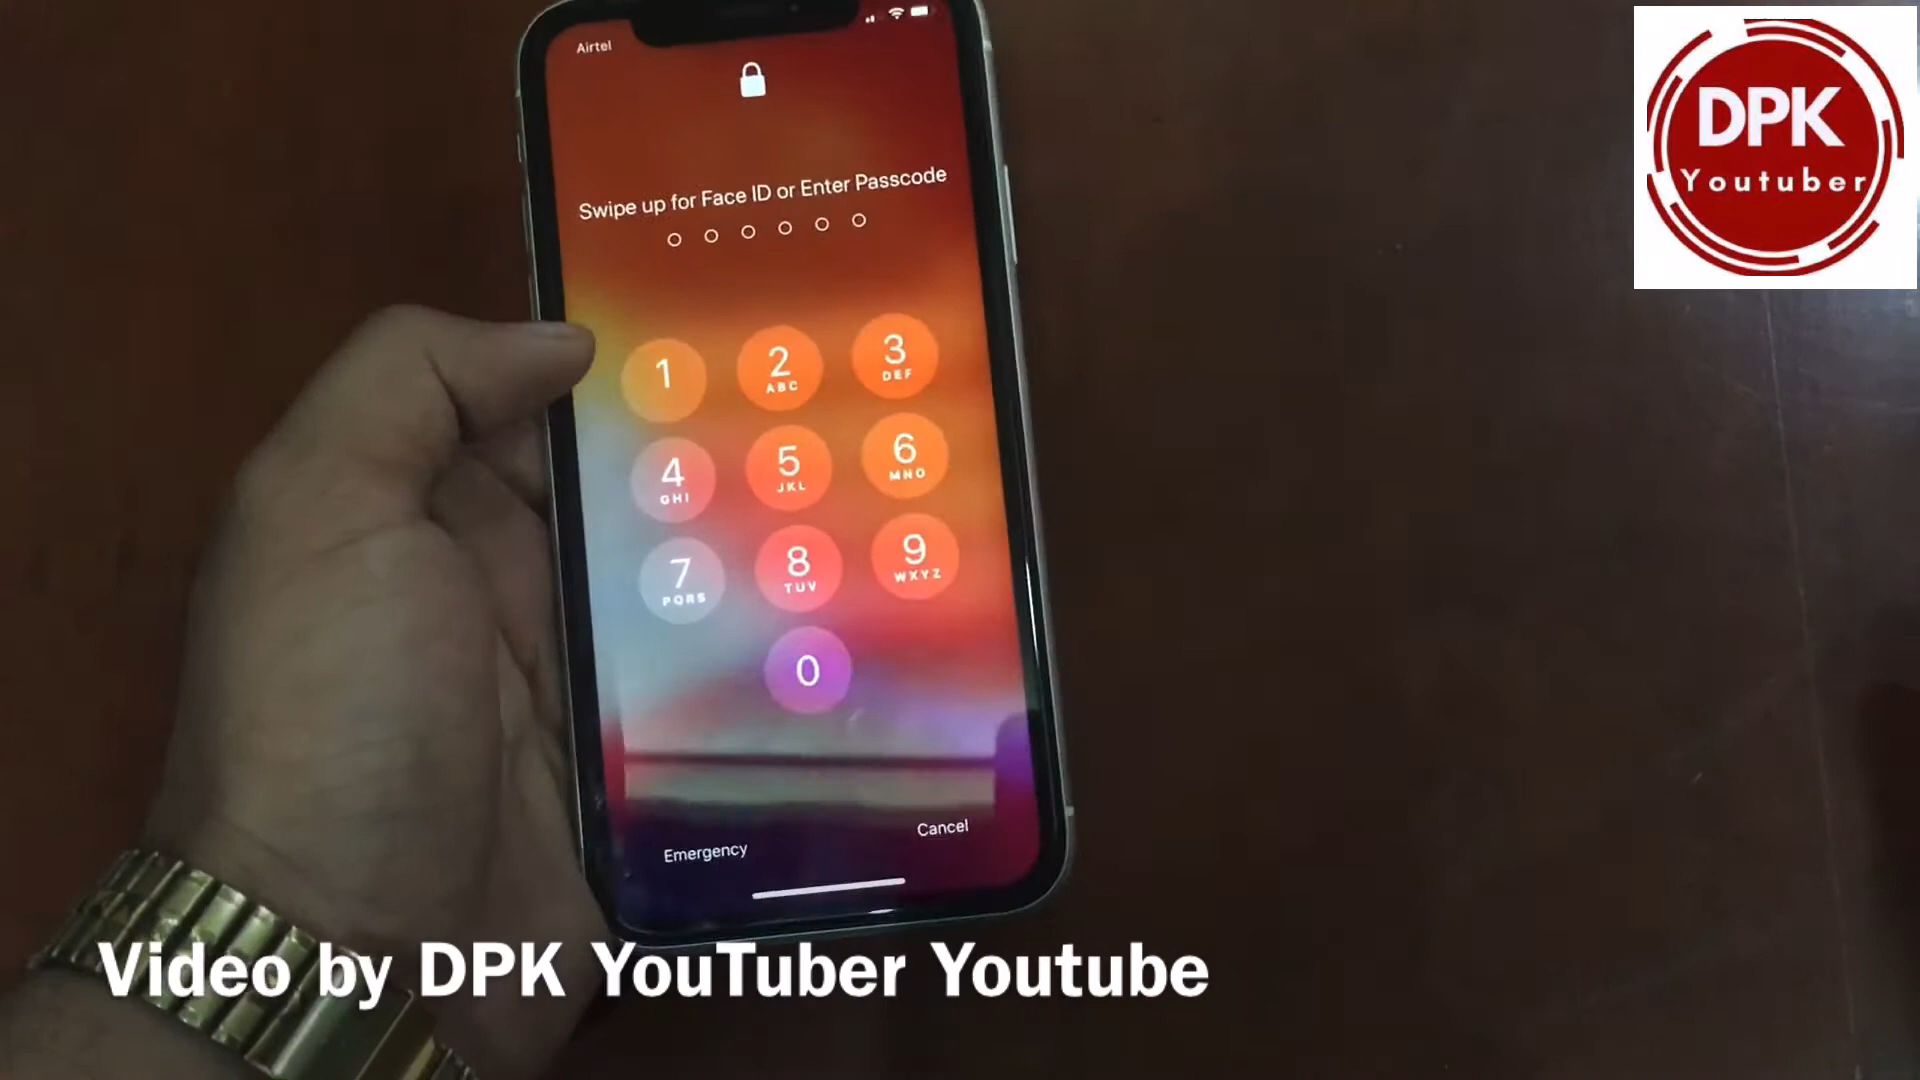 Airtel
Swipe up for Face ID or Enter Passcode
1
2
ABC
3
DEF
4
GHI
5
JKL
6
MNO
7
PQRS
8
TUV
9
WXYZ
0
Emergency
Cancel
DPK
Youtuber
Video by DPK YouTuber Youtube